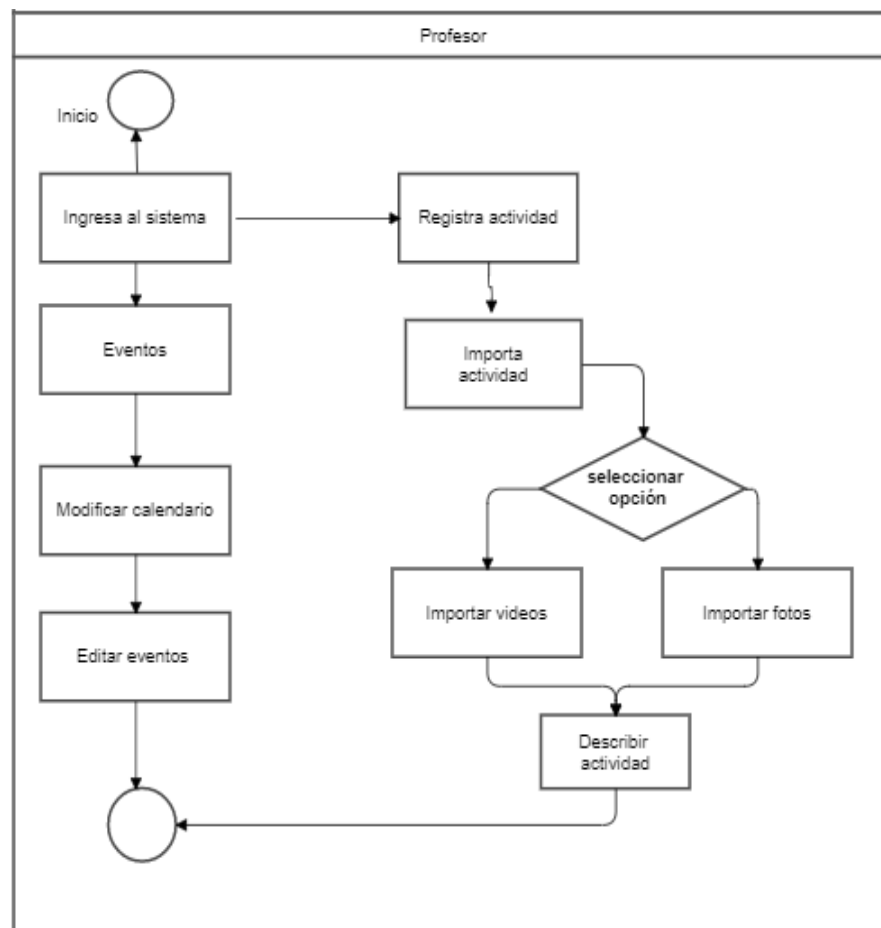 Profesor
Inicio
Ingresa al sistema
Registra actividad
Eventos
Importa
actividad
seleccionar
opción
Modificar calendario
Importar videos
Importar fotos
Editar eventos
Describir
actividad